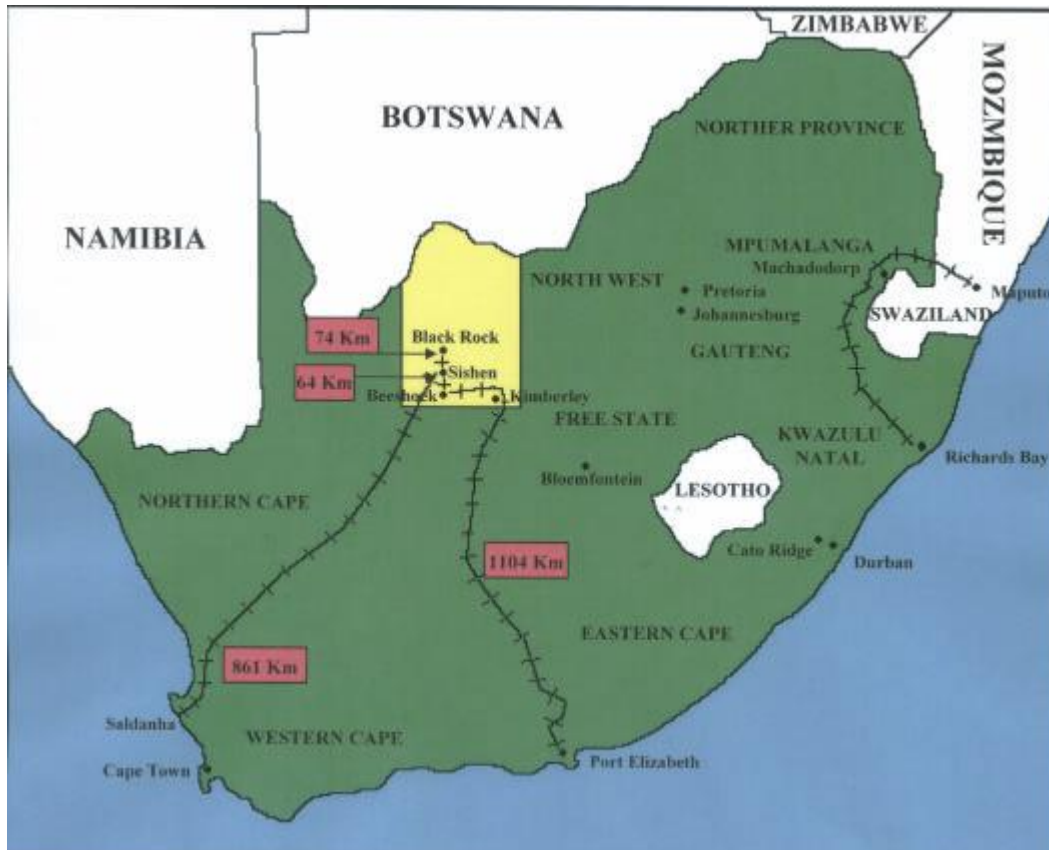 ZIMBABWE
MOZMBIQUE
BOTSWANA
NORTHER PROVINCE
NAMIBIA
MPUMALANGA
Machadodorp
NORTH WEST
Pretoria
Maputo
Johannesburg
SWAZILAND
74 Km
Black Rock
GAUTENG
64 Km
Sishen
Beeshoek
Kimberley
FREE STATE
KWAZULU
NATAL
Richards Bay
Bloemfontein
LESOTHO
NORTHERN CAPE
Cato Ridge
Durban
1104 Km
EASTERN CAPE
861 Km
Saldanha
WESTERN CAPE
Port Elizabeth
Cape Town